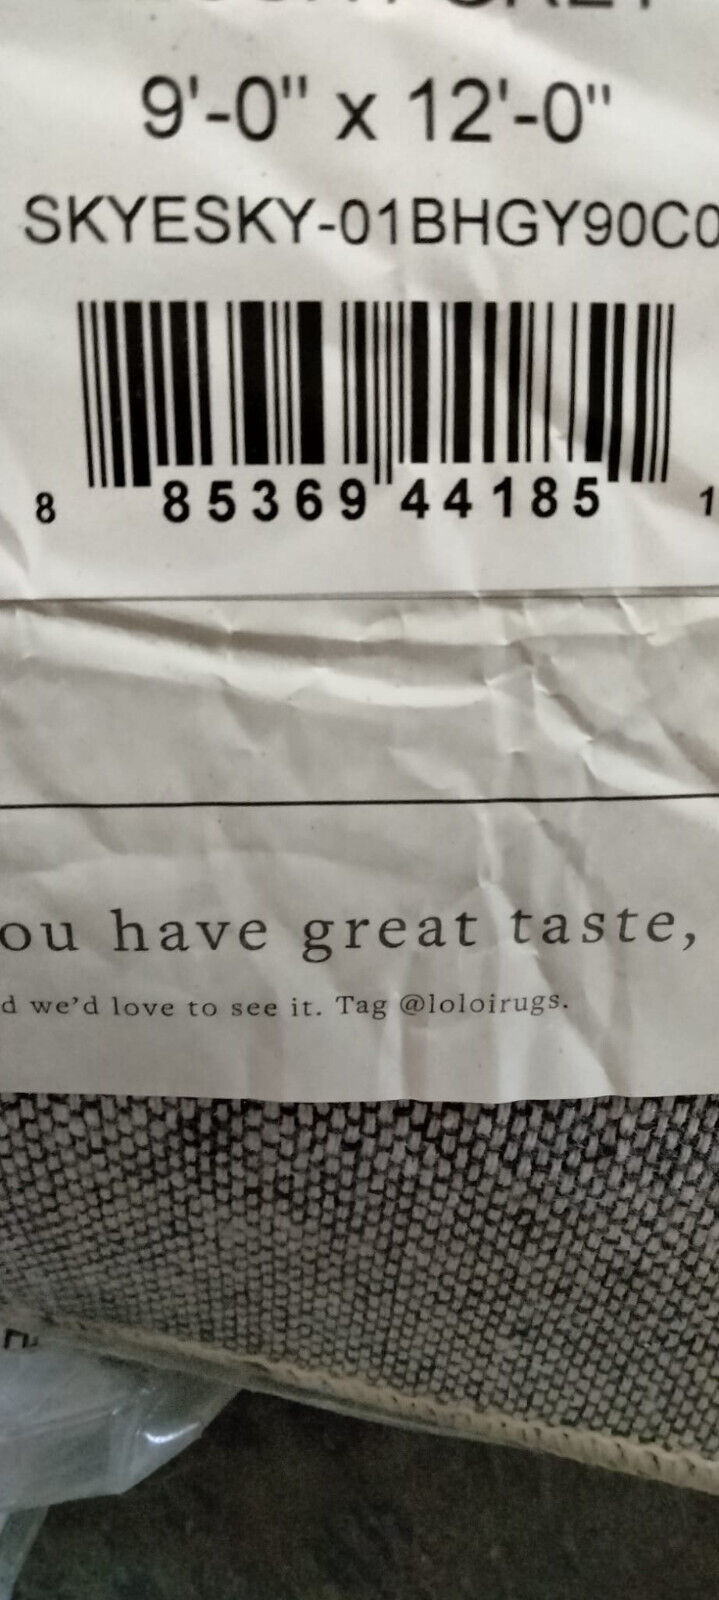 9'-0" x 12'-0"
SKYESKY-01BHGY90C0
8 85369 44185 1
ou have great taste,
d we'd love to see it. Tag @loloirugs.